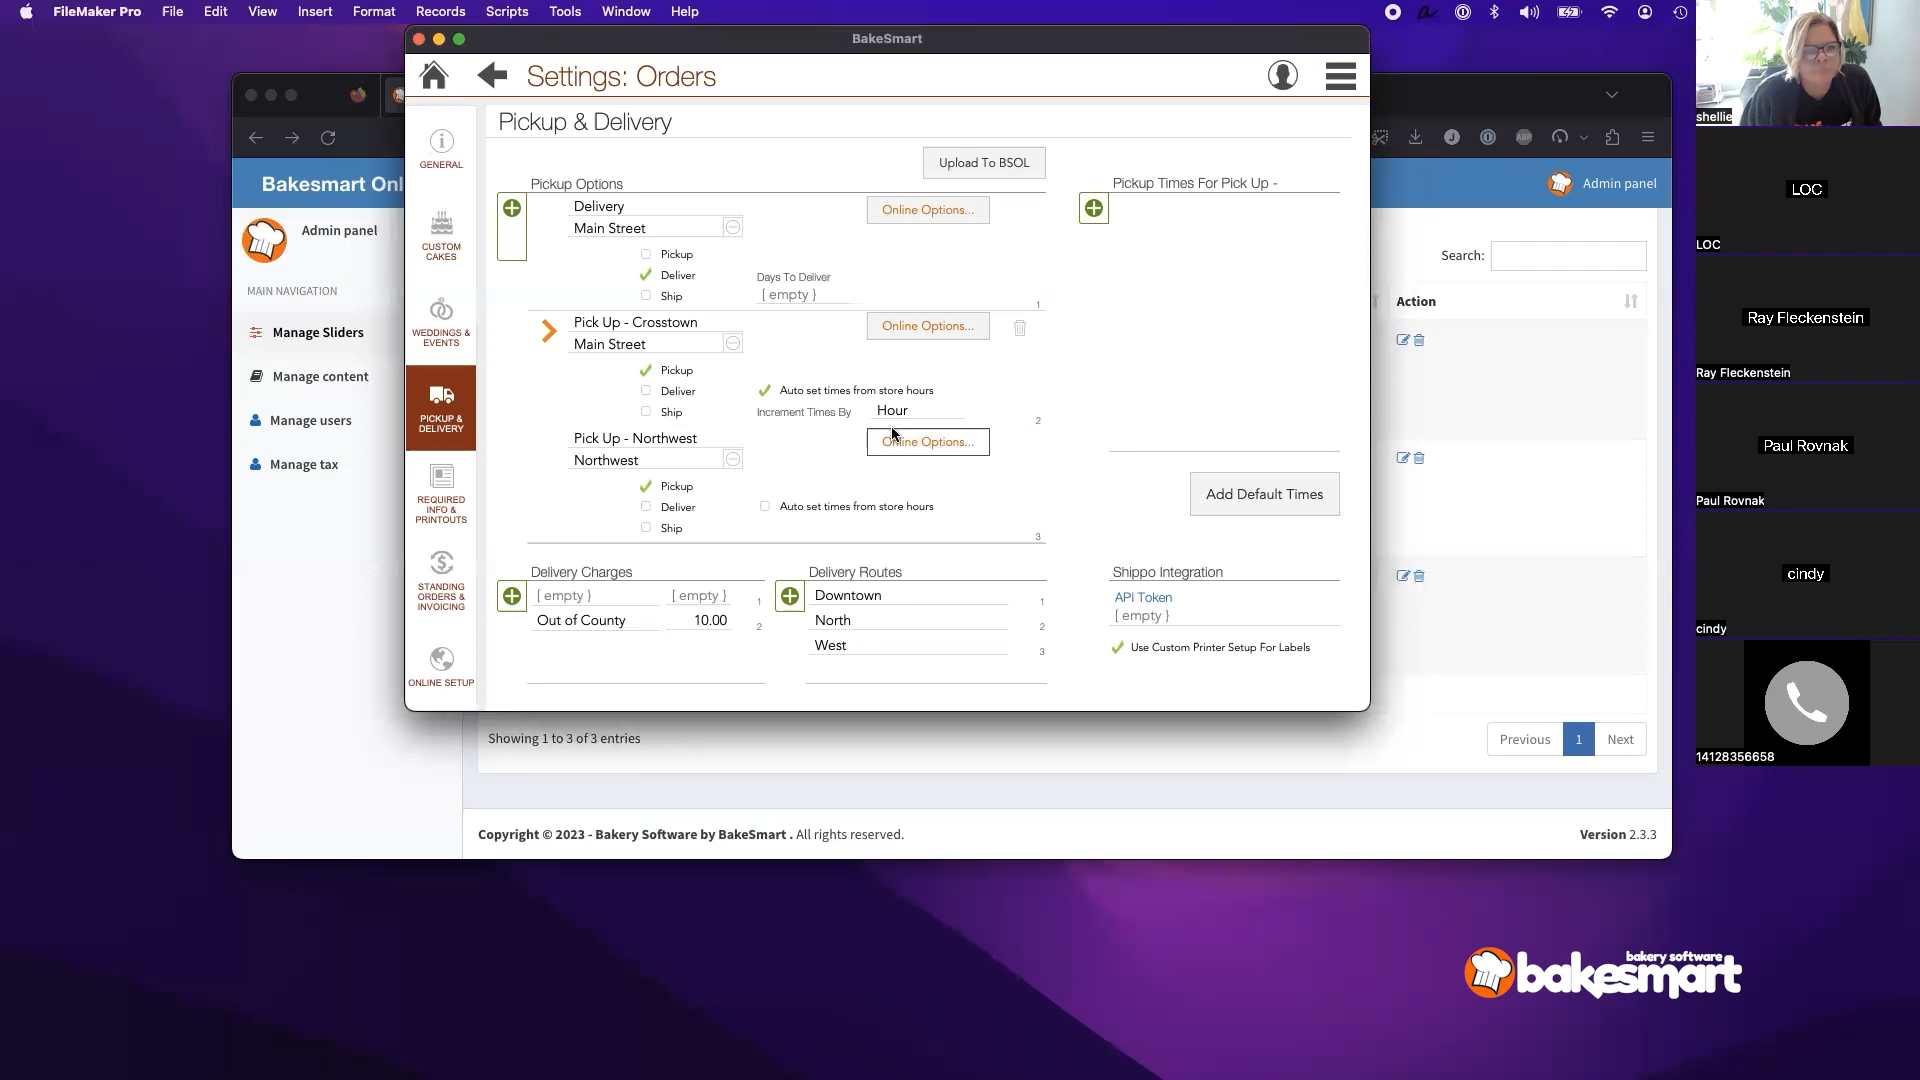 FileMaker Pro File Edit View Insert Format Records Scripts Tools Window Help
BakeSmart
Settings: Orders
GENERAL
CUSTOM
CAKES
WEDDINGS &
EVENTS
PICKUP &
DELIVERY
REQUIRED
INFO &
PRINTOUTS
STANDING
ORDERS &
INVOICING
ONLINE SETUP
Pickup & Delivery
Upload To BSOL
Pickup Options
Delivery
Online Options...
Main Street
Pickup
Deliver
Ship
Days To Deliver
[ empty }
1
Pick Up - Crosstown
Online Options...
Main Street
Pickup
Deliver
Ship
Auto set times from store hours
Increment Times By Hour
2
Pick Up - Northwest
Online Options...
Northwest
Pickup
Deliver
Ship
Auto set times from store hours
3
Pickup Times For Pick Up -
Add Default Times
Delivery Charges
[ empty } [ empty } 1
Out of County 10.00 2
Delivery Routes
Downtown 1
North 2
West 3
Shippo Integration
API Token
[ empty }
Use Custom Printer Setup For Labels
Bakesmart Onl
Admin panel
MAIN NAVIGATION
Manage Sliders
Manage content
Manage users
Manage tax
J
ABP
Admin panel
Search:
Action
Showing 1 to 3 of 3 entries
Previous 1 Next
Copyright © 2023 - Bakery Software by BakeSmart . All rights reserved.
Version 2.3.3
bakery software
bakesmart
shellie
LOC
LOC
Ray Fleckenstein
Ray Fleckenstein
Paul Rovnak
Paul Rovnak
cindy
cindy
14128356658